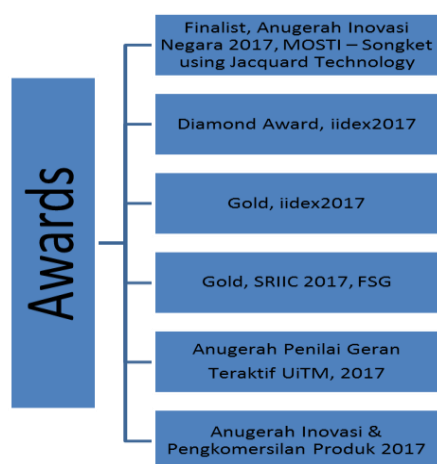 Awards
Finalist, Anugerah Inovasi
Negara 2017, MOSTI – Songket
using Jacquard Technology
Diamond Award, iidex2017
Gold, iidex2017
Gold, SRIIC 2017, FSG
Anugerah Penilai Geran
Teraktif UiTM, 2017
Anugerah Inovasi &
Pengkomersilan Produk 2017